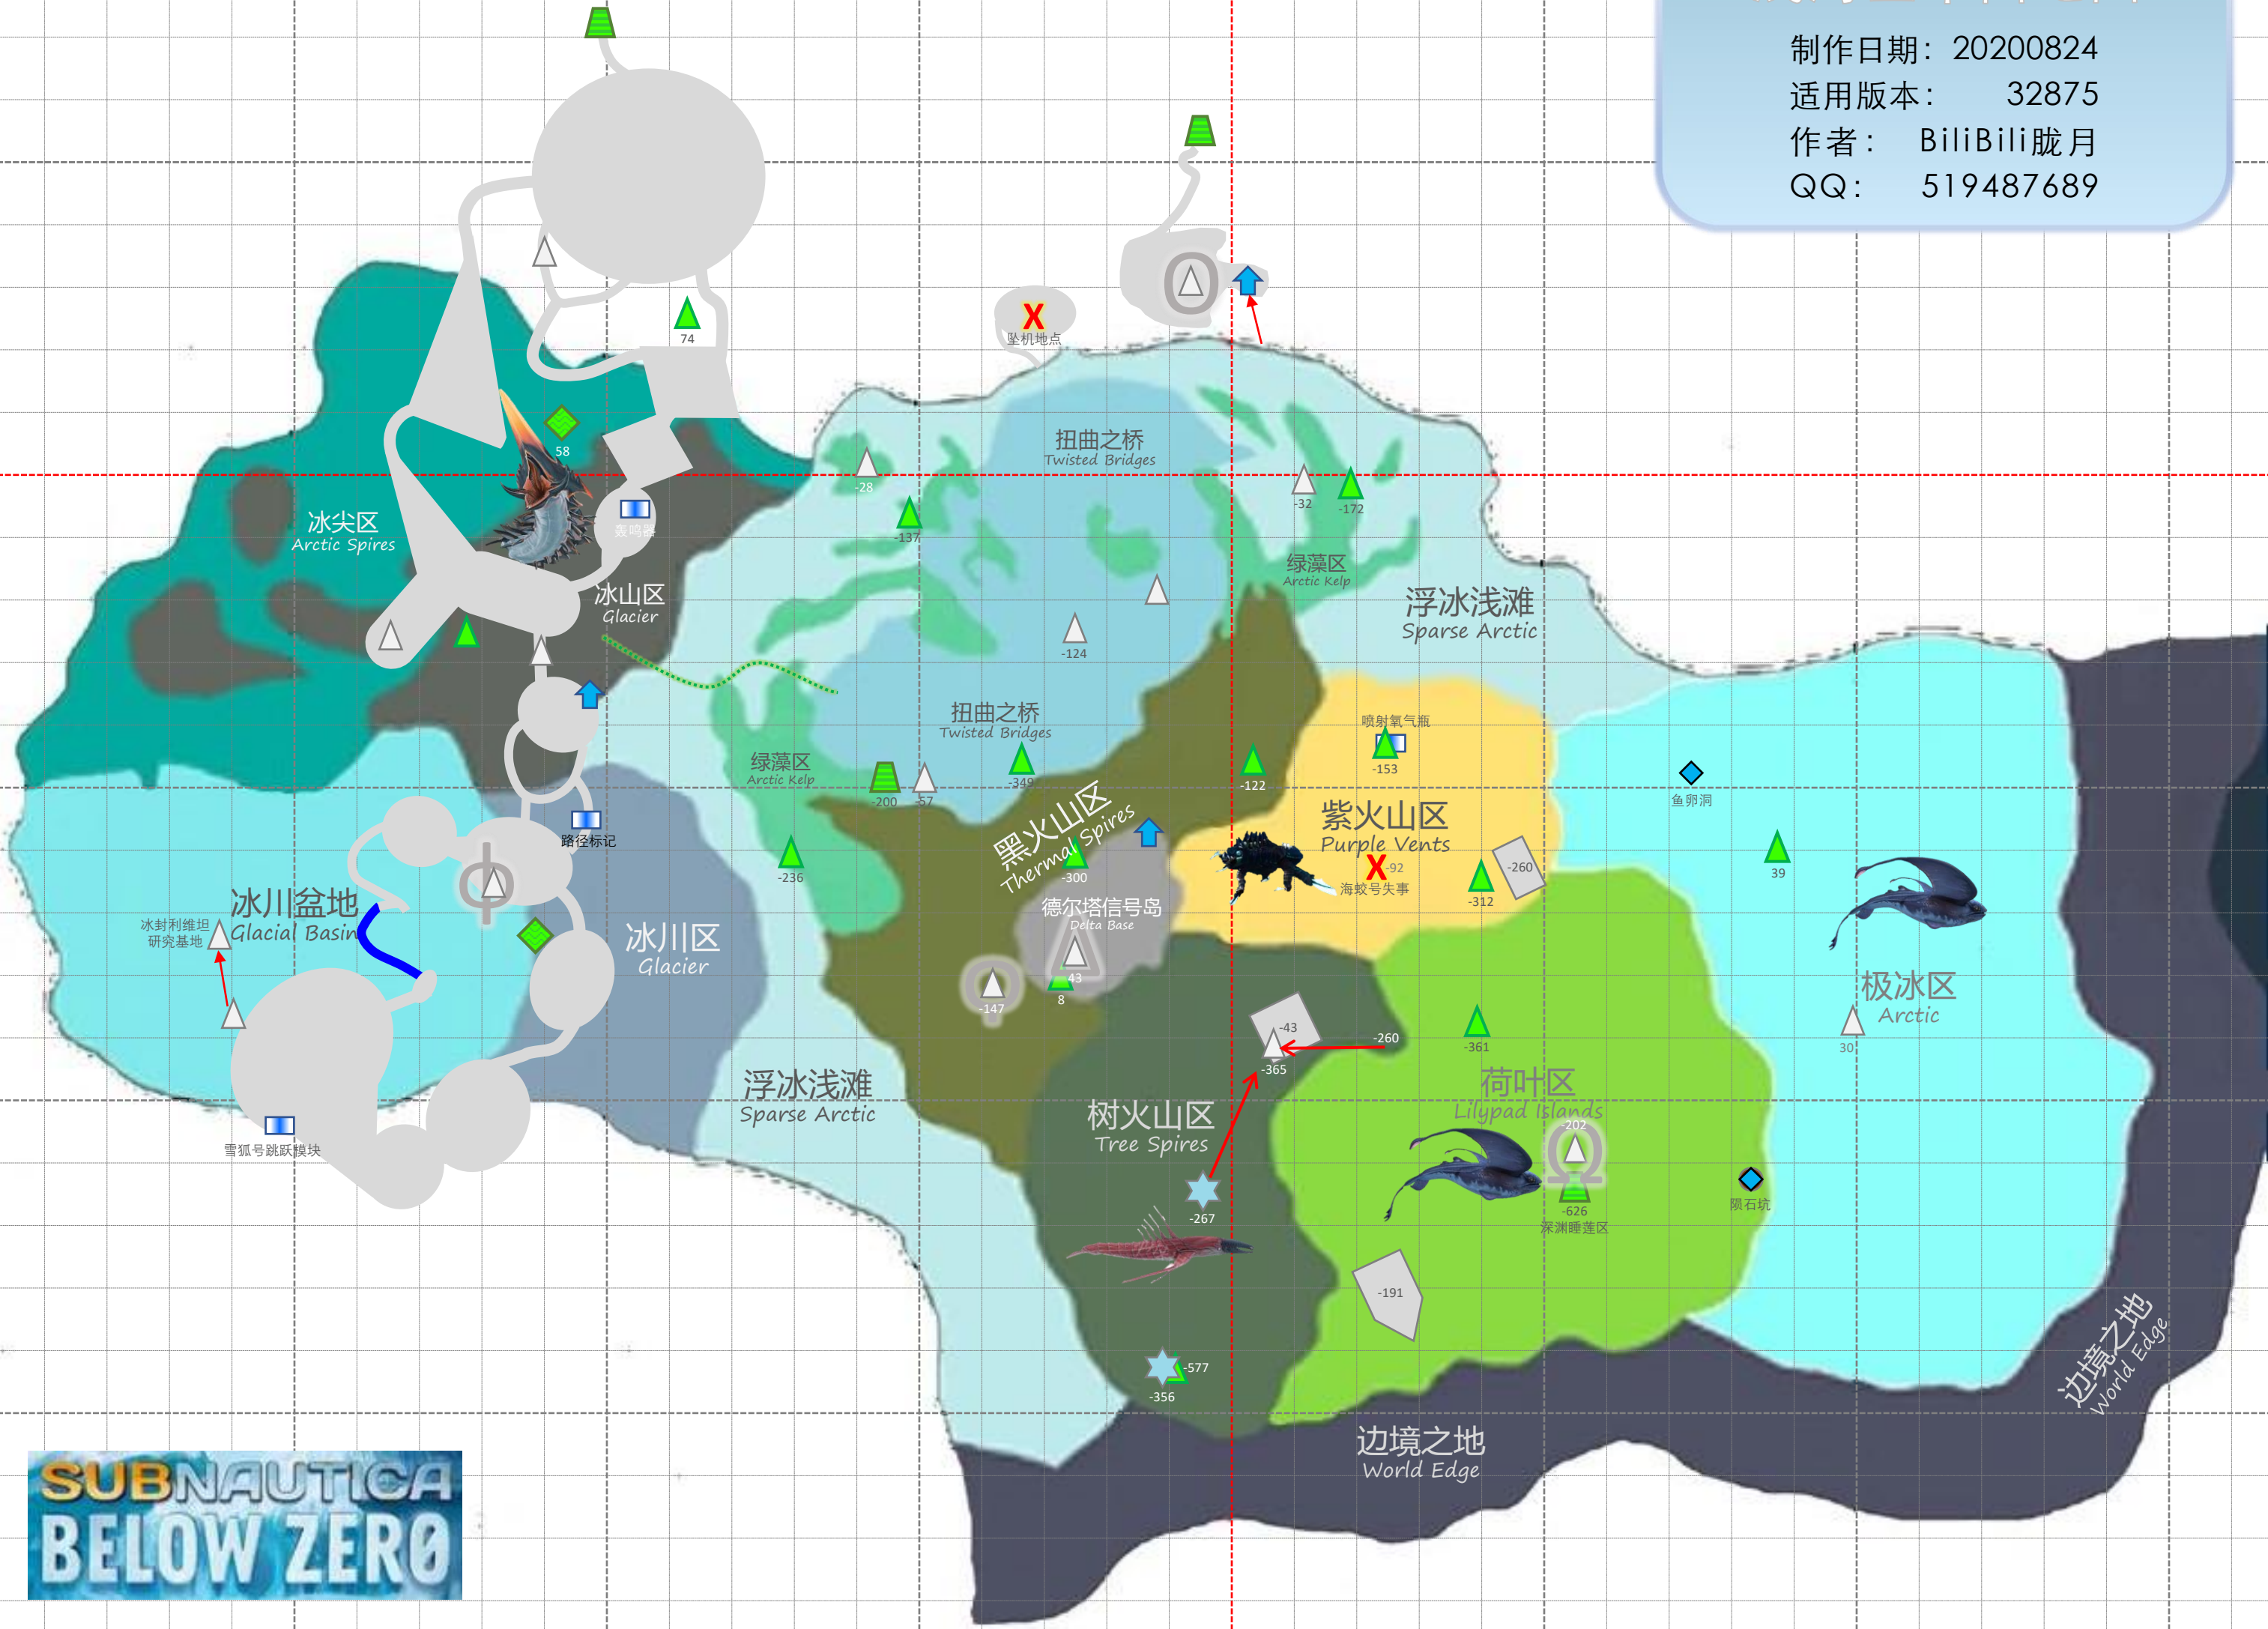 制作日期：20200824
适用版本： 32875
作者： BiliBili胧月
QQ： 519487689
坠机地点
74
58
扭曲之桥
Twisted Bridges
-28
-32
-172
冰尖区
Arctic Spires
轰鸣器
-137
绿藻区
Arctic Kelp
冰山区
Glacier
浮冰浅滩
Sparse Arctic
-124
扭曲之桥
Twisted Bridges
喷射氧气瓶
-153
绿藻区
Arctic Kelp
-200
-57
-349
-122
鱼卵洞
路径标记
黑火山区
Thermal Spires
紫火山区
Purple Vents
-236
-300
-92
海蛟号失事
-260
-312
39
冰川盆地
Glacial Basin
冰封利维坦
研究基地
φ
德尔塔信号岛
Delta Base
冰川区
Glacier
43
8
-147
极冰区
Arctic
-43
-260
-365
-361
30
浮冰浅滩
Sparse Arctic
荷叶区
Lilypad Islands
-202
Ω
树火山区
Tree Spires
雪狐号跳跃模块
-267
-626
深渊睡莲区
陨石坑
-191
-577
-356
边境之地
World Edge
边境之地
World Edge
SUBNAUTICA
BELOW ZERO